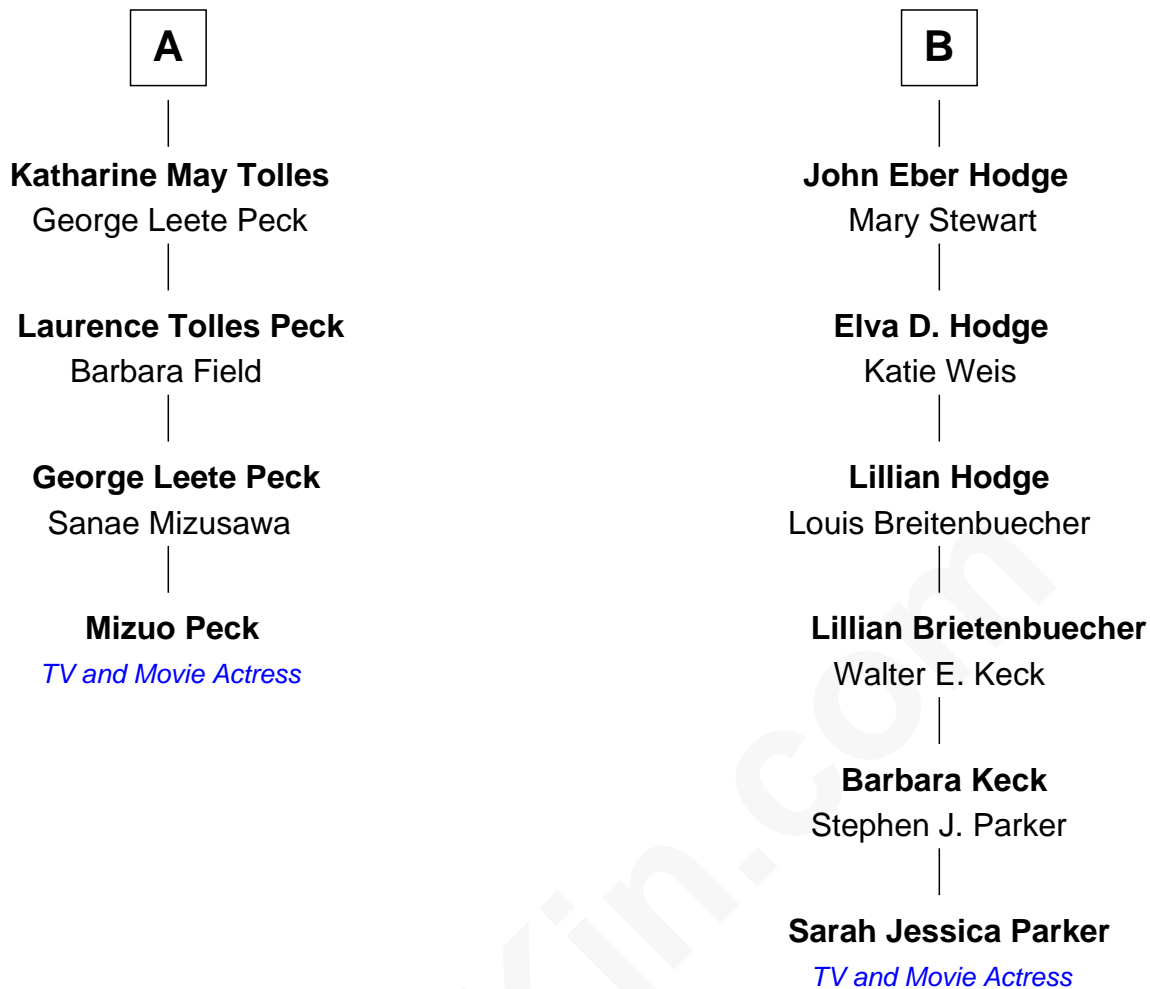 A
Katharine May Tolles
George Leete Peck
Laurence Tolles Peck
Barbara Field
George Leete Peck
Sanae Mizusawa
Mizuo Peck
TV and Movie Actress
B
John Eber Hodge
Mary Stewart
Elva D. Hodge
Katie Weis
Lillian Hodge
Louis Breitenbuecher
Lillian Brietenbuecher
Walter E. Keck
Barbara Keck
Stephen J. Parker
Sarah Jessica Parker
TV and Movie Actress
Kin.com